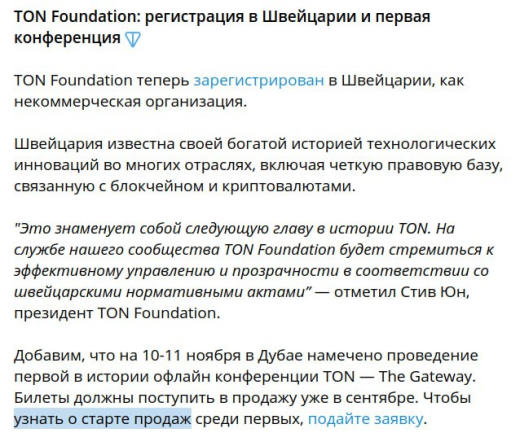 TON Foundation: регистрация в Швейцарии и первая
конференция
TON Foundation теперь зарегистрирован в Швейцарии, как
некоммерческая организация.
Швейцария известна своей богатой историей технологических
инноваций во многих отраслях, включая четкую правовую базу,
связанную с блокчейном и криптовалютами.
"Это знаменует собой следующую главу в истории TON. На
службе нашего сообщества TON Foundation будет стремиться к
эффективному управлению и прозрачности в соответствии со
швейцарскими нормативными актами” — отметил Стив Юн,
президент TON Foundation.
Добавим, что на 10-11 ноября в Дубае намечено проведение
первой в истории офлайн конференции TON — The Gateway.
Билеты должны поступить в продажу уже в сентябре. Чтобы
узнать о старте продаж среди первых, подайте заявку.